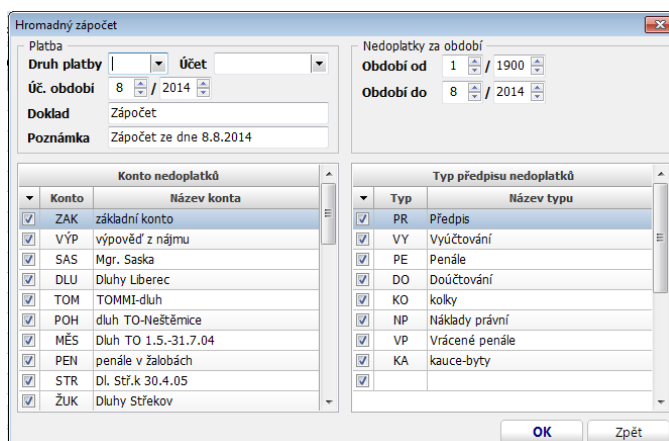 Hromadný zápočet
Platba
Druh platby Účet
Úč. období 8 / 2014
Doklad Zápočet
Poznámka Zápočet ze dne 8.8.2014
Nedoplatky za období
Období od 1 / 1900
Období do 8 / 2014
Konto nedoplatků
Konto Název konta
ZAK základní konto
VÝP výpověď z nájmu
SAS Mgr. Saska
DLU Dluhy Liberec
TOM TOMMI-dluh
POH dluh TO-Neštěmice
MĚS Dluh TO 1.5.-31.7.04
PEN penále v žalobách
STR Dl. Stř.k 30.4.05
ŽUK Dluhy Střekov
Typ předpisu nedoplatků
Typ Název typu
PR Předpis
VY Vyúčtování
PE Penále
DO Doúčtování
KO kolky
NP Náklady právní
VP Vrácené penále
KA kauce-byty
OK Zpět